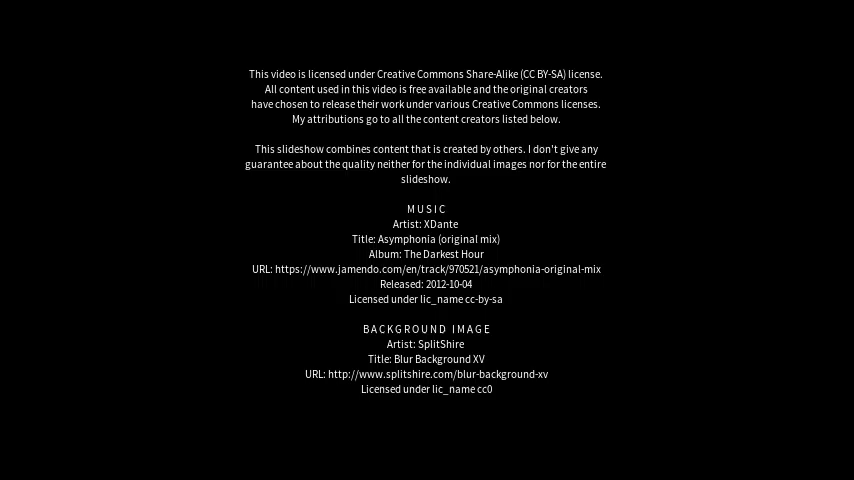 This video is licensed under Creative Commons Share-Alike (CC BY-SA) license.
All content used in this video is free available and the original creators
have chosen to release their work under various Creative Commons licenses.
My attributions go to all the content creators listed below.
This slideshow combines content that is created by others. I don't give any
guarantee about the quality neither for the individual images nor for the entire
slideshow.
MUSIC
Artist: XDante
Title: Asymphonia (original mix)
Album: The Darkest Hour
URL: https://www.jamendo.com/en/track/970521/asymphonia-original-mix
Released: 2012-10-04
Licensed under lic_name cc-by-sa
BACKGROUND IMAGE
Artist: SplitShire
Title: Blur Background XV
URL: http://www.splitshire.com/blur-background-xv
Licensed under lic_name cc0